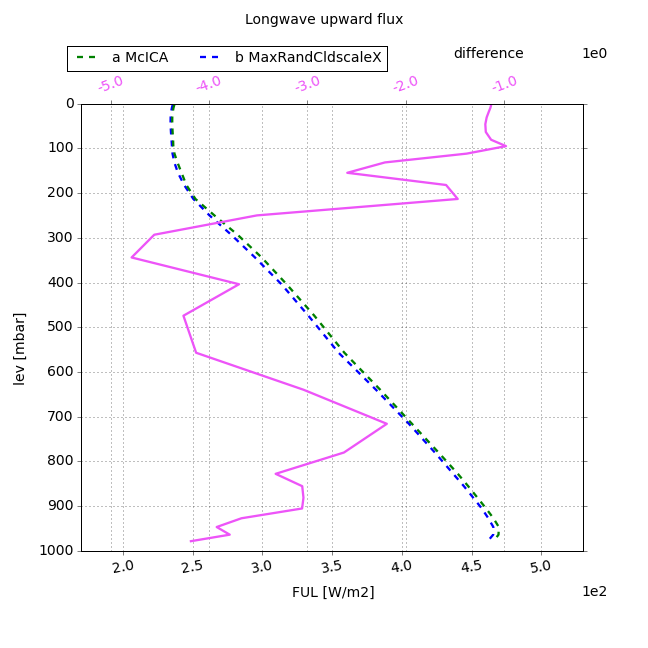 Longwave upward flux
a McICA b MaxRandCldscaleX difference 1e0
-5.0 -4.0 -3.0 -2.0 -1.0
0
100
200
300
400
500
600
700
800
900
1000
lev [mbar]
2.0 2.5 3.0 3.5 4.0 4.5 5.0
FUL [W/m2] 1e2